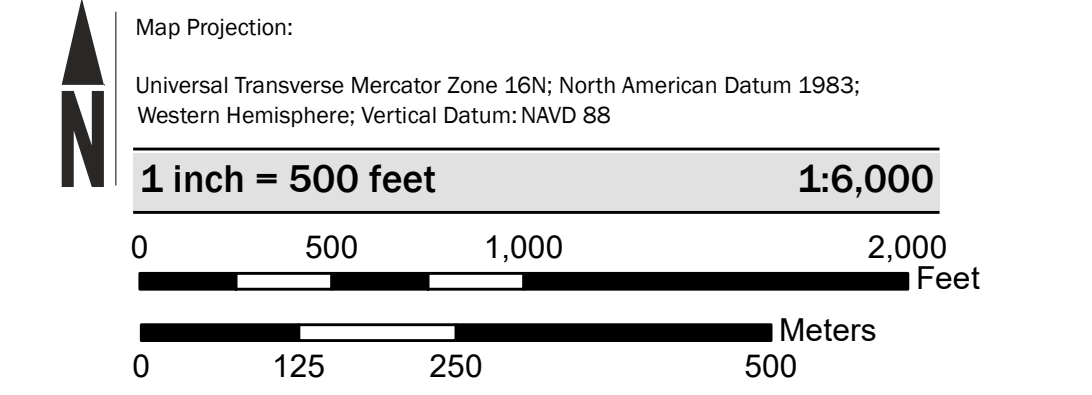 N
Map Projection:
Universal Transverse Mercator Zone 16N; North American Datum 1983;
Western Hemisphere; Vertical Datum: NAVD 88
1 inch = 500 feet 1:6,000
0 500 1,000 2,000
Feet
Meters
0 125 250 500